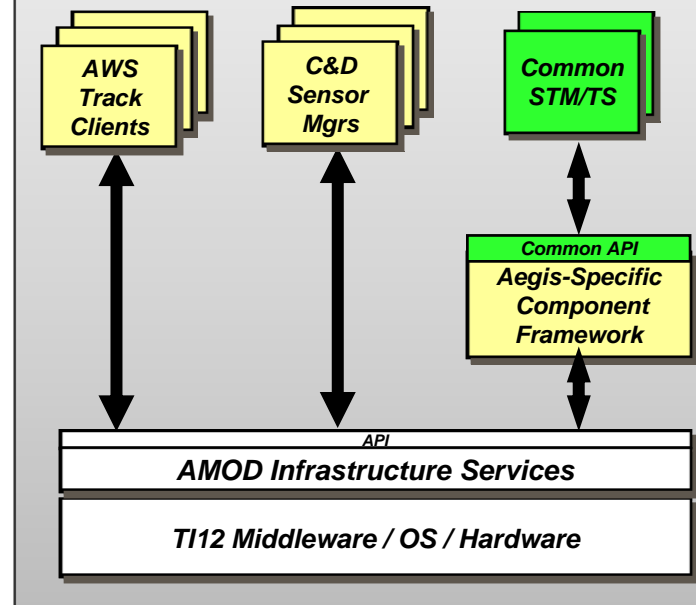 AWS
Track
Clients
C&D
Sensor
Mgrs
Common
STM/TS
Common API
Aegis-Specific
Component
Framework
API
AMOD Infrastructure Services
TI12 Middleware / OS / Hardware